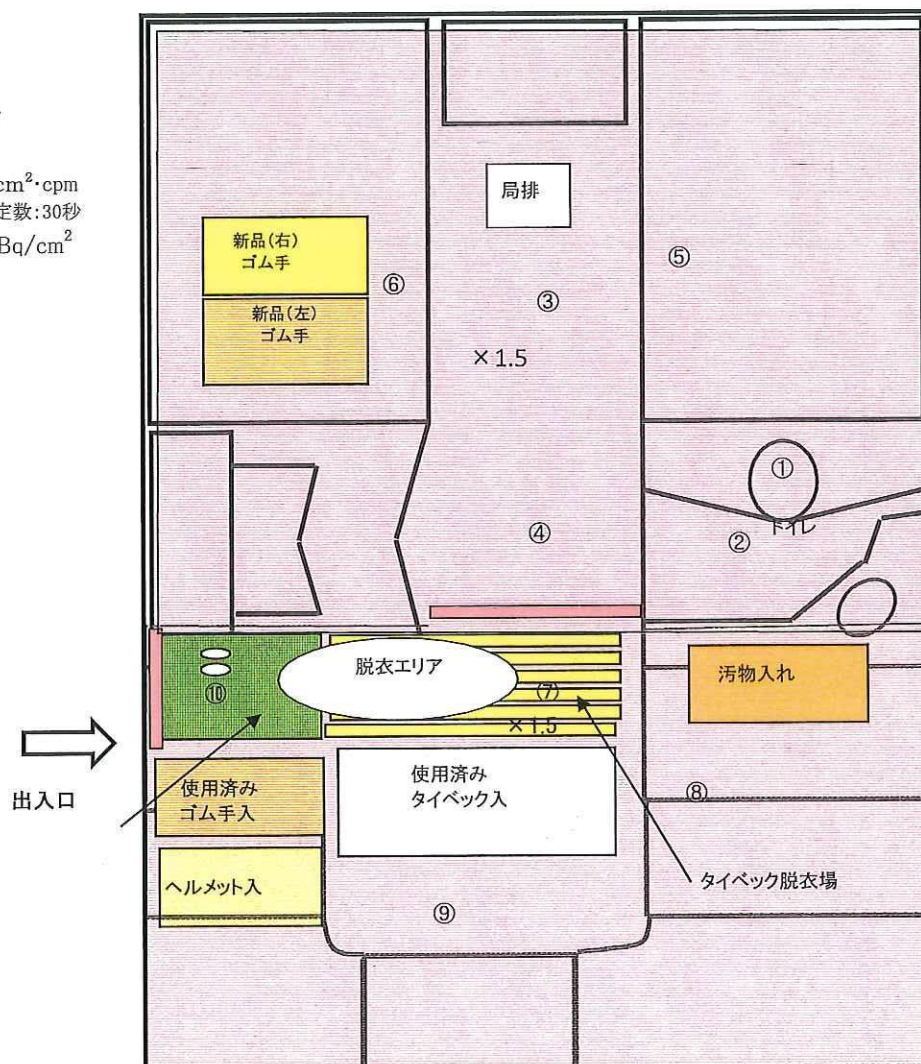 cm²·cpm
定数:30秒
Bq/cm²
局排
新品(右)
ゴム手
⑥
③
⑤
新品(左)
ゴム手
×1.5
①
④
②
トイレ
脱衣エリア
⑩
(7)
汚物入れ
×1.5
出入口
使用済み
ゴム手入
使用済み
タイベック入
⑧
ヘルメット入
タイベック脱衣場
⑨